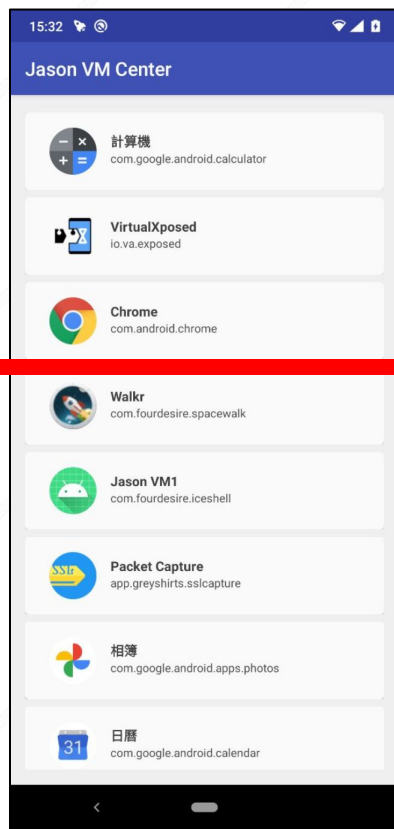 15:32
Jason VM Center
計算機
com.google.android.calculator
VirtualXposed
io.va.exposed
Chrome
com.android.chrome
Walkr
com.fourdesire.spacewalk
Jason VM1
com.fourdesire.iceshell
SSL
Packet Capture
app.greyshirts.sslcapture
相簿
com.google.android.apps.photos
31
日曆
com.google.android.calendar